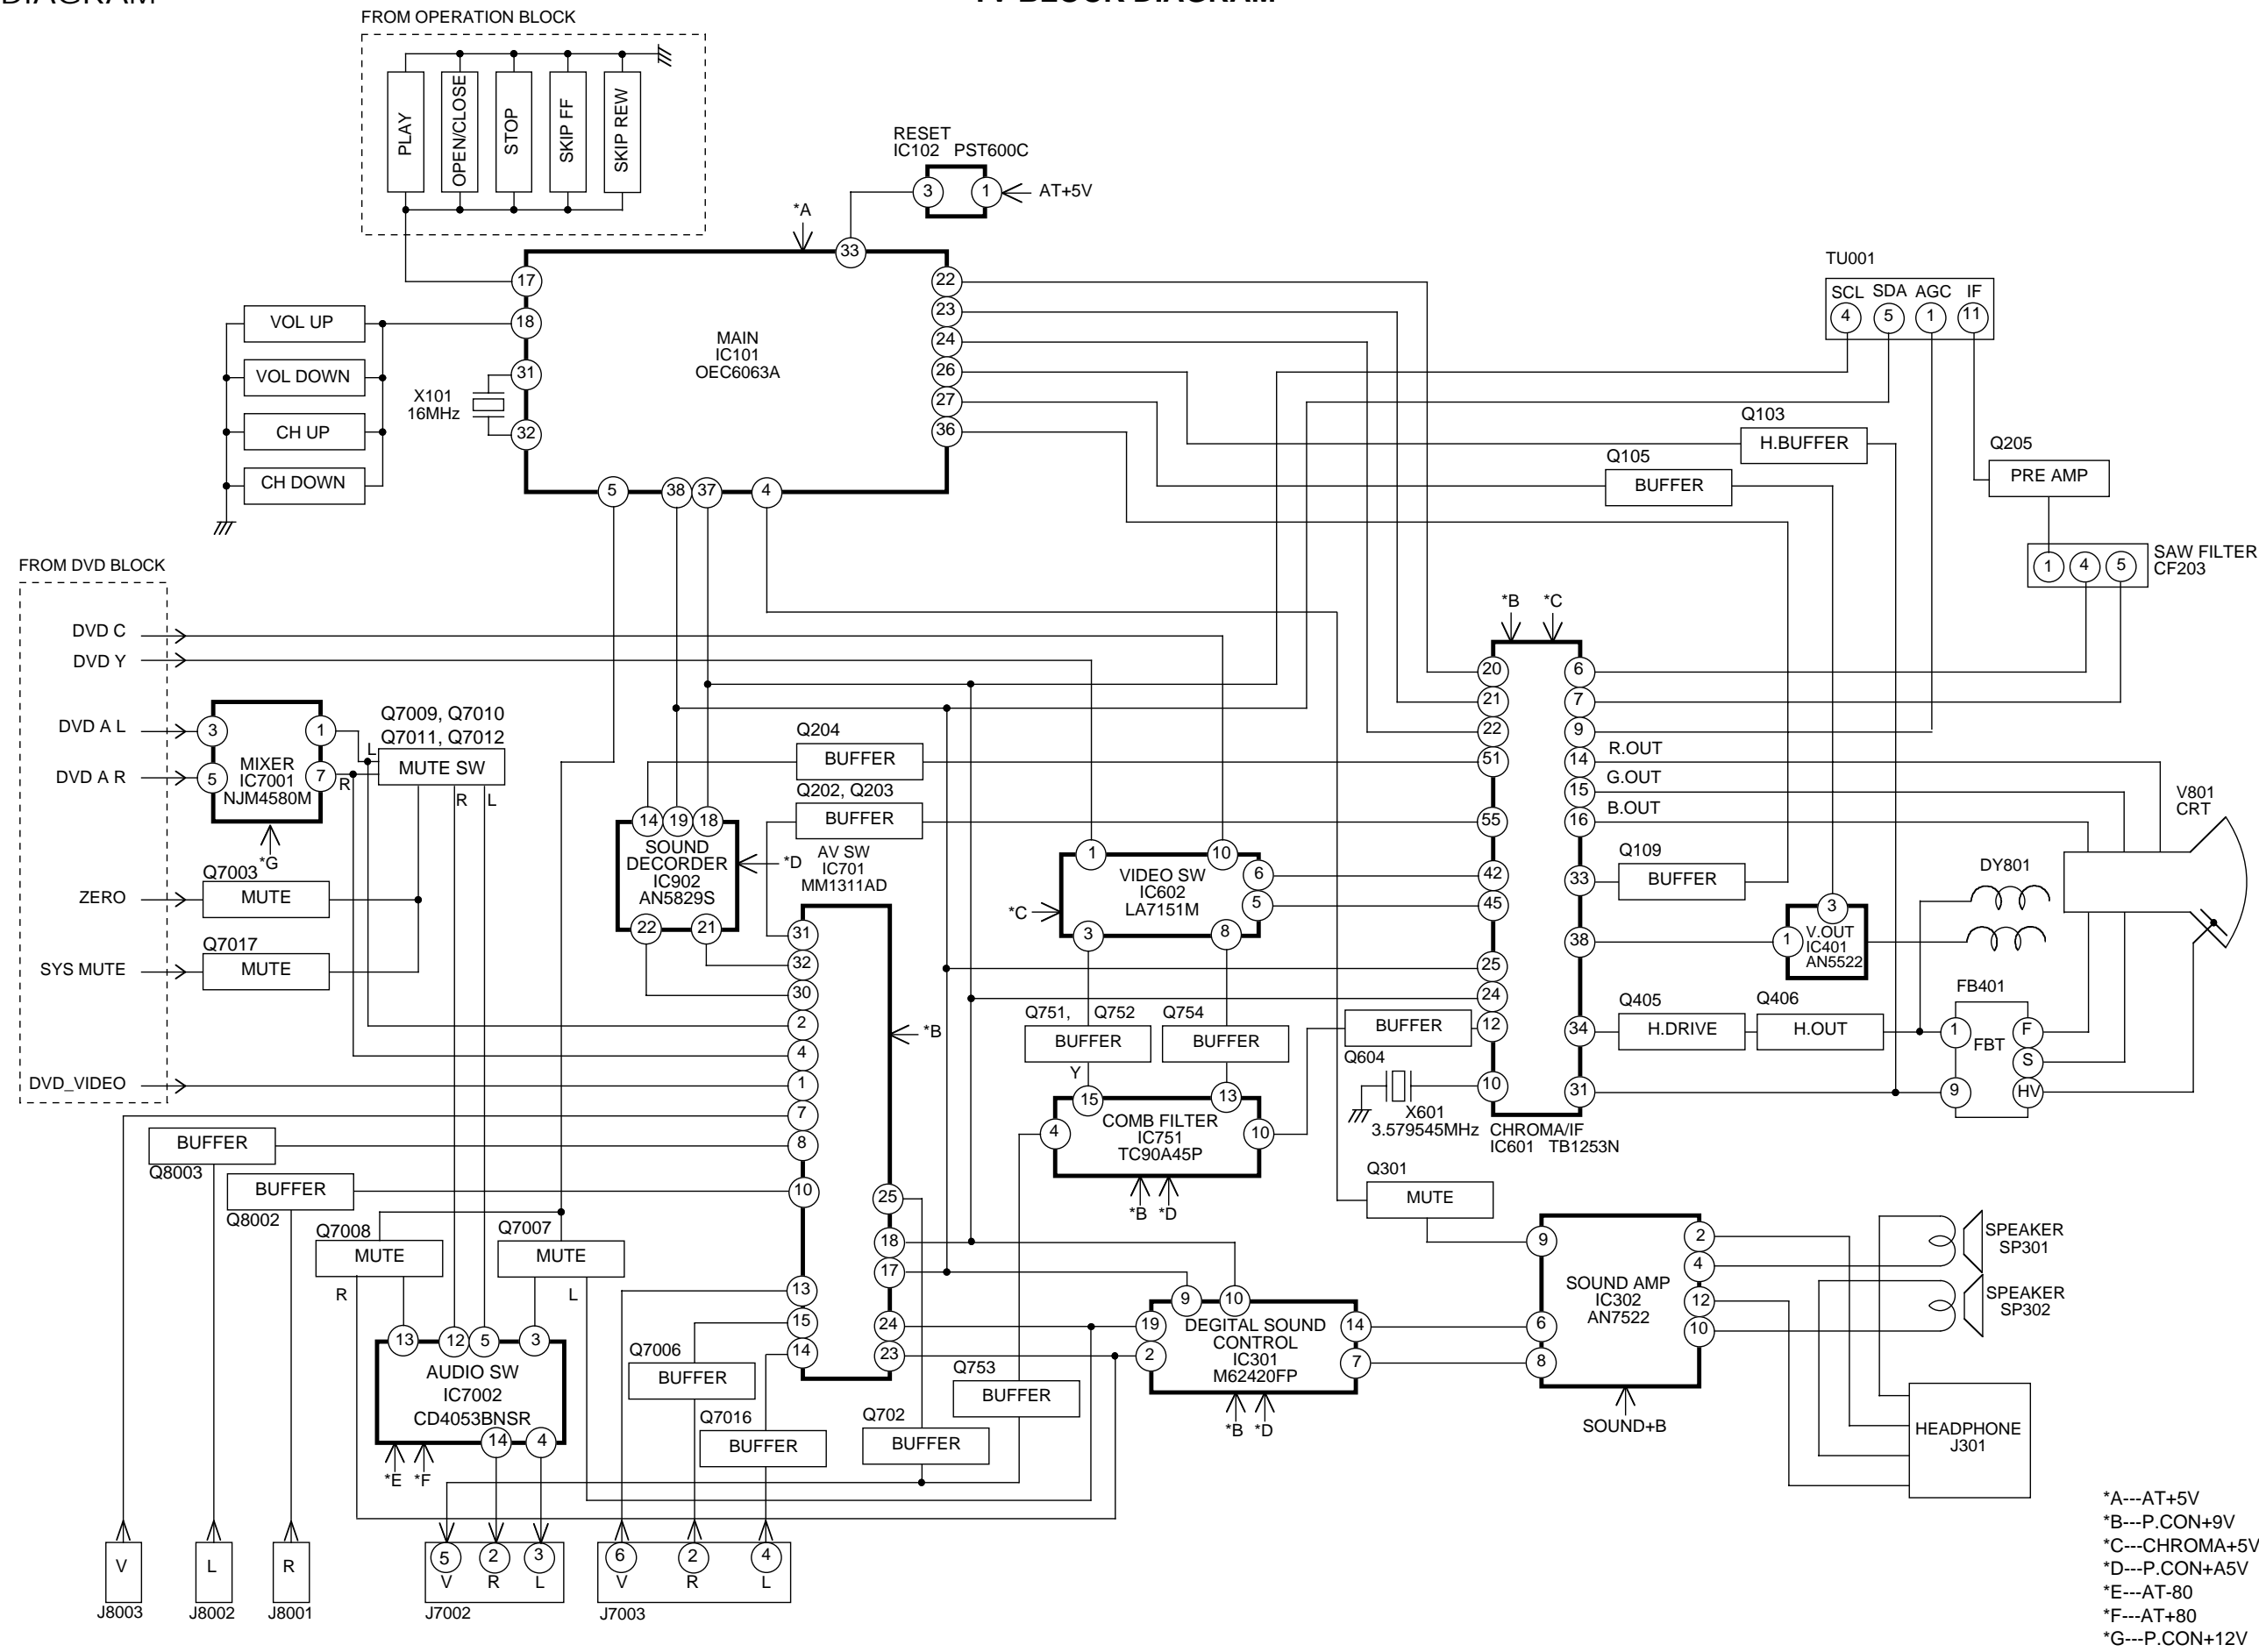 DIAGRAM
TV BLOCK DIAGRAM
FROM OPERATION BLOCK
PLAY
OPEN/CLOSE
STOP
SKIP FF
SKIP REW
RESET
IC102 PST600C
3
1
AT+5V
*A
33
17
18
31
32
22
23
24
26
27
36
5
38
37
4
MAIN
IC101
OEC6063A
VOL UP
VOL DOWN
CH UP
CH DOWN
X101
16MHz
TU001
SCL
SDA
AGC
IF
4
5
1
11
Q103
H.BUFFER
Q105
BUFFER
Q205
PRE AMP
SAW FILTER
CF203
1
4
5
FROM DVD BLOCK
DVD C
DVD Y
DVD A L
DVD A R
ZERO
SYS MUTE
DVD_VIDEO
3
5
1
7
MIXER
IC7001
NJM4580M
*G
L
R
Q7009, Q7010
Q7011, Q7012
MUTE SW
R
L
Q7003
MUTE
Q7017
MUTE
Q204
BUFFER
Q202, Q203
BUFFER
14
19
18
SOUND
DECORDER
IC902
AN5829S
22
21
*D
AV SW
IC701
MM1311AD
31
32
30
2
4
1
7
8
10
13
15
14
25
18
17
24
23
*B
1
10
6
5
3
8
VIDEO SW
IC602
LA7151M
*C
Q751, Q752
BUFFER
Y
Q754
BUFFER
15
13
4
10
COMB FILTER
IC751
TC90A45P
*B
*D
BUFFER
Q604
X601
3.579545MHz
*B
*C
20
21
22
51
55
42
45
25
24
12
10
6
7
9
14
15
16
33
38
34
31
CHROMA/IF
IC601 TB1253N
R.OUT
G.OUT
B.OUT
Q109
BUFFER
V801
CRT
DY801
3
1
V.OUT
IC401
AN5522
Q405
H.DRIVE
Q406
H.OUT
FB401
1
9
FBT
F
S
HV
Q301
MUTE
9
6
8
2
4
12
10
SOUND AMP
IC302
AN7522
SOUND+B
SPEAKER
SP301
SPEAKER
SP302
HEADPHONE
J301
9
10
19
2
14
7
DEGITAL SOUND
CONTROL
IC301
M62420FP
*B
*D
BUFFER
Q8003
BUFFER
Q8002
Q7008
MUTE
R
Q7007
MUTE
L
13
12
5
3
AUDIO SW
IC7002
CD4053BNSR
14
4
*E
*F
Q7006
BUFFER
Q7016
BUFFER
Q702
BUFFER
Q753
BUFFER
V
J8003
L
J8002
R
J8001
5
2
3
V
R
L
J7002
6
2
4
V
R
L
J7003
*A---AT+5V
*B---P.CON+9V
*C---CHROMA+5V
*D---P.CON+A5V
*E---AT-80
*F---AT+80
*G---P.CON+12V